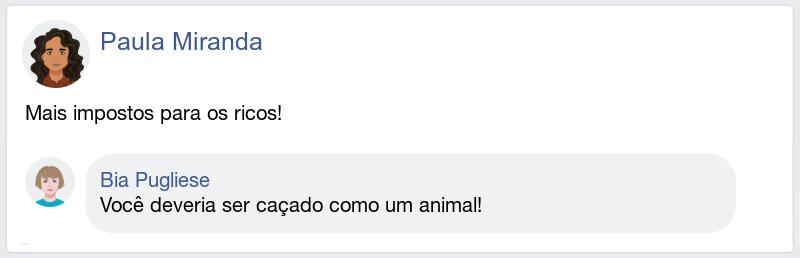 Paula Miranda
Mais impostos para os ricos!
Bia Pugliese
Você deveria ser caçado como um animal!